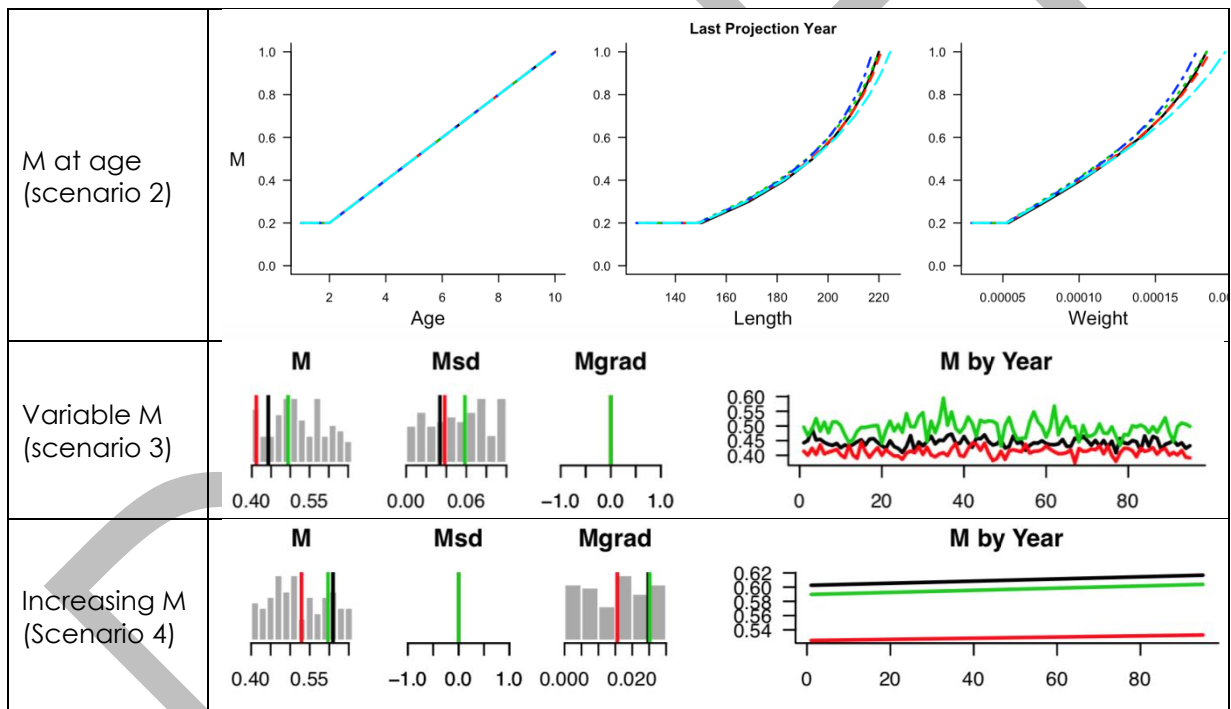 M at age
(scenario 2)
Last Projection Year
M
1.0
0.8
0.6
0.4
0.2
0.0
2 4 6 8 10
Age
1.0
0.8
0.6
0.4
0.2
0.0
140 160 180 200 220
Length
1.0
0.8
0.6
0.4
0.2
0.0
0.00005 0.00010 0.00015
Weight
Variable M
(scenario 3)
M Msd Mgrad M by Year
0.40 0.55
0.00 0.06
−1.0 0.0 1.0
0.60
0.55
0.50
0.45
0.40
0 20 40 60 80
Increasing M
(Scenario 4)
M Msd Mgrad M by Year
0.40 0.55
−1.0 0.0 1.0
0.000 0.020
0.62
0.60
0.58
0.56
0.54
0 20 40 60 80